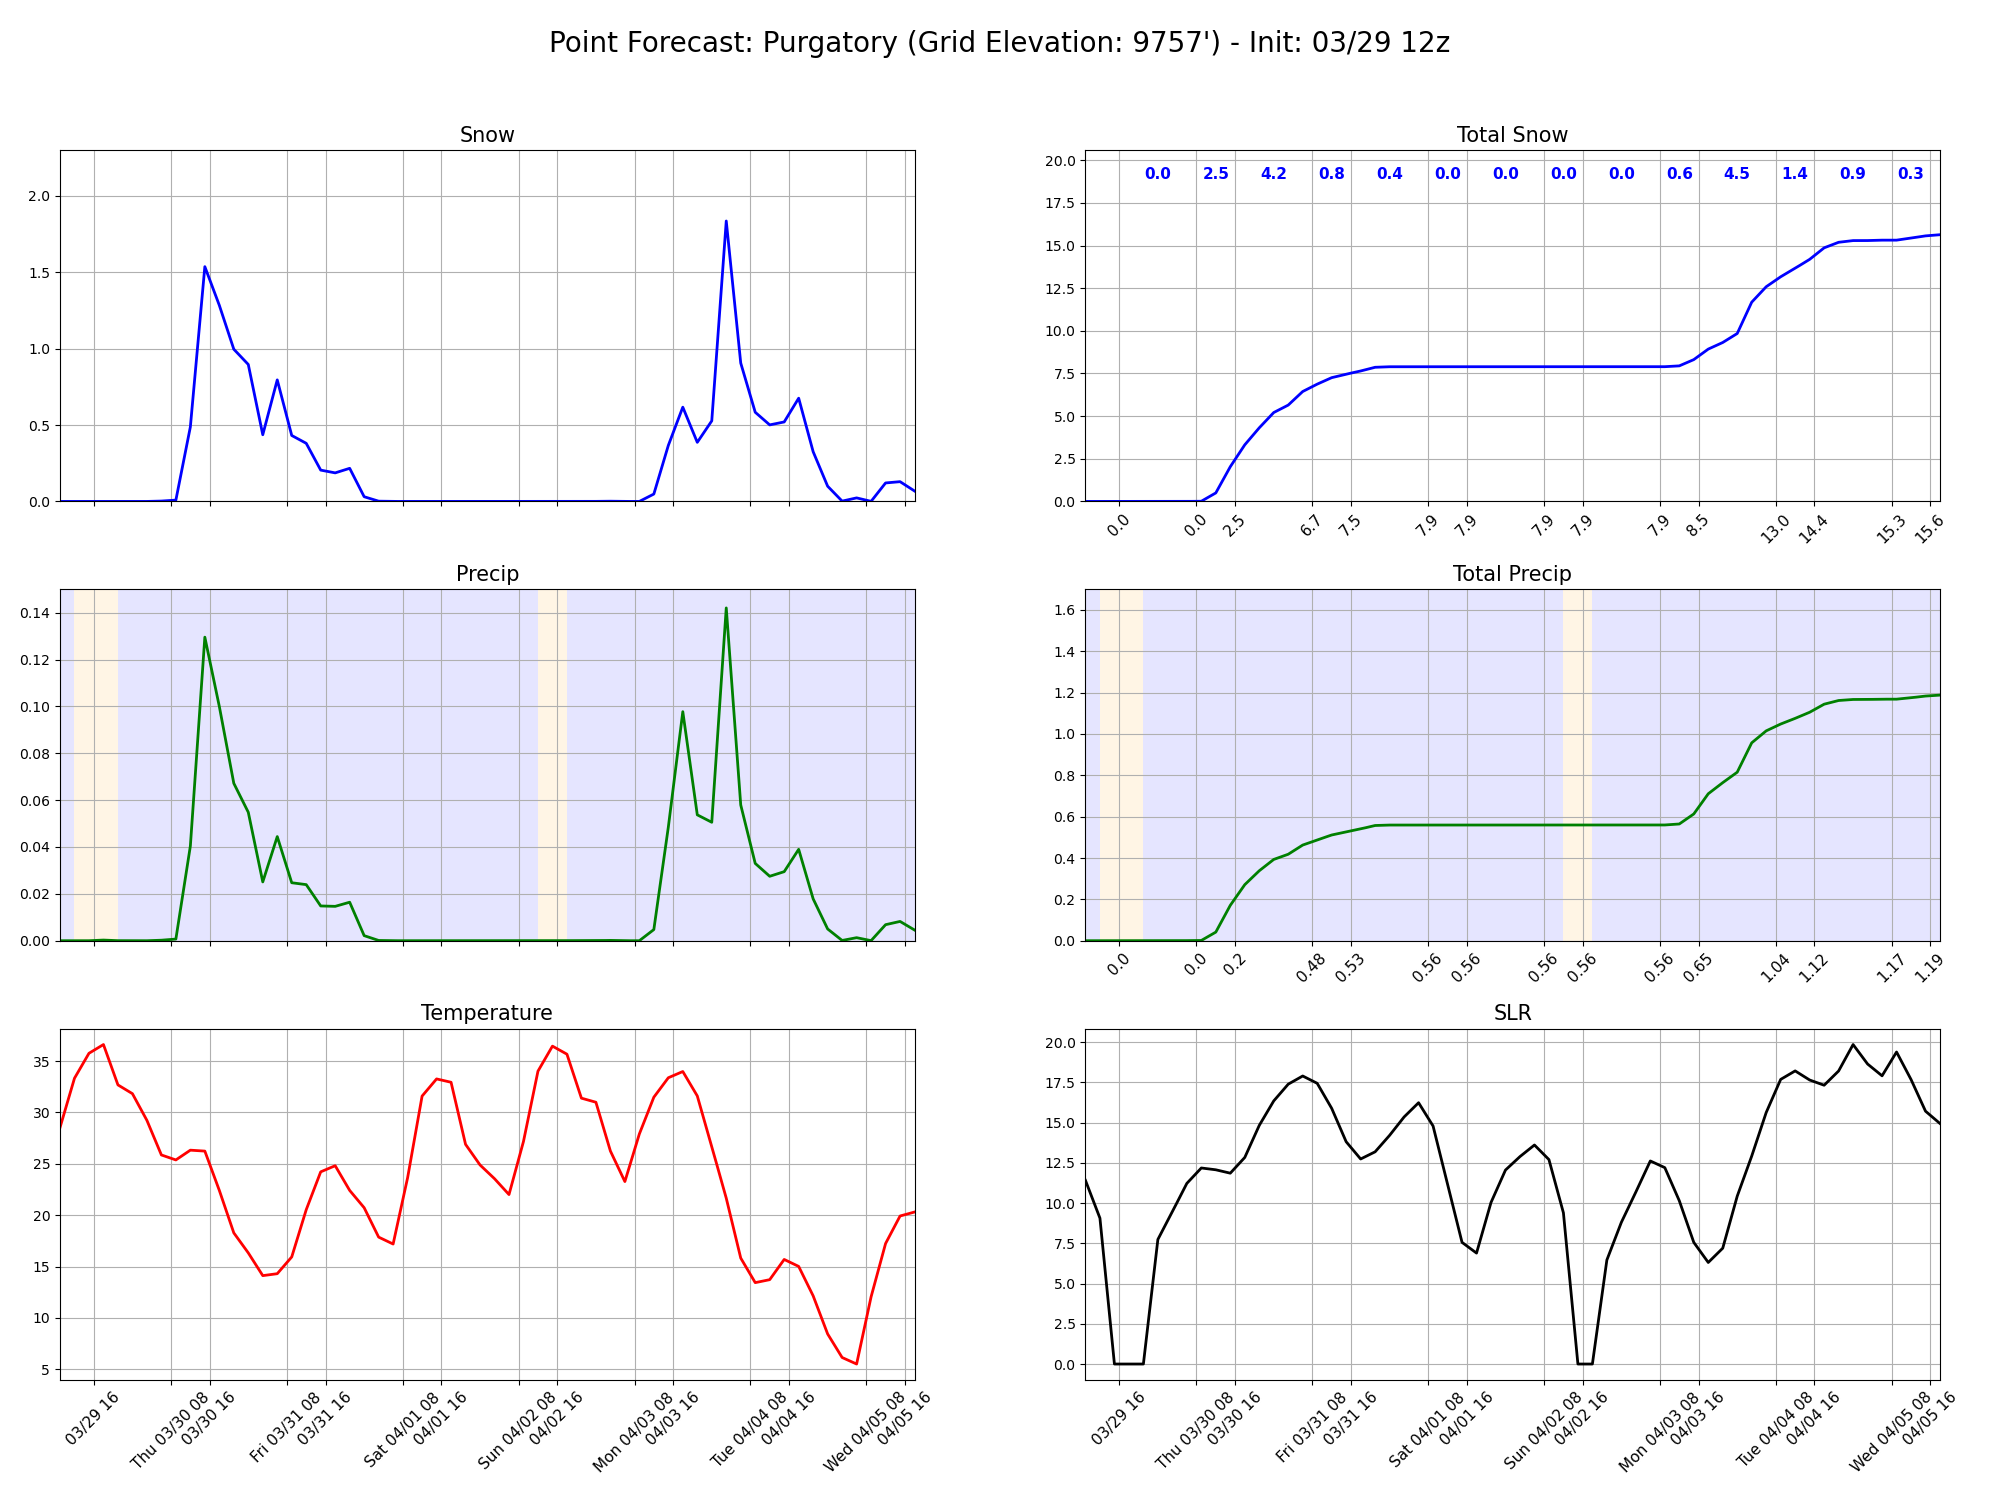 Point Forecast: Purgatory (Grid Elevation: 9757') - Init: 03/29 12z
Snow
2.0
1.5
1.0
0.5
0.0
Total Snow
20.0
17.5
15.0
12.5
10.0
7.5
5.0
2.5
0.0
0.0 2.5 4.2 0.8 0.4 0.0 0.0 0.0 0.0 0.6 4.5 1.4 0.9 0.3
0.0 0.0 2.5 6.7 7.5 7.9 7.9 7.9 7.9 7.9 8.5 13.0 14.4 15.3 15.6
Precip
0.14
0.12
0.10
0.08
0.06
0.04
0.02
0.00
Total Precip
1.6
1.4
1.2
1.0
0.8
0.6
0.4
0.2
0.0
0.0 0.0 0.2 0.48 0.53 0.56 0.56 0.56 0.56 0.56 0.65 1.04 1.12 1.17 1.19
Temperature
35
30
25
20
15
10
5
03/29 16
Thu 03/30 08
03/30 16
Fri 03/31 08
03/31 16
Sat 04/01 08
04/01 16
Sun 04/02 08
04/02 16
Mon 04/03 08
04/03 16
Tue 04/04 08
04/04 16
Wed 04/05 08
04/05 16
SLR
20.0
17.5
15.0
12.5
10.0
7.5
5.0
2.5
0.0
03/29 16
Thu 03/30 08
03/30 16
Fri 03/31 08
03/31 16
Sat 04/01 08
04/01 16
Sun 04/02 08
04/02 16
Mon 04/03 08
04/03 16
Tue 04/04 08
04/04 16
Wed 04/05 08
04/05 16